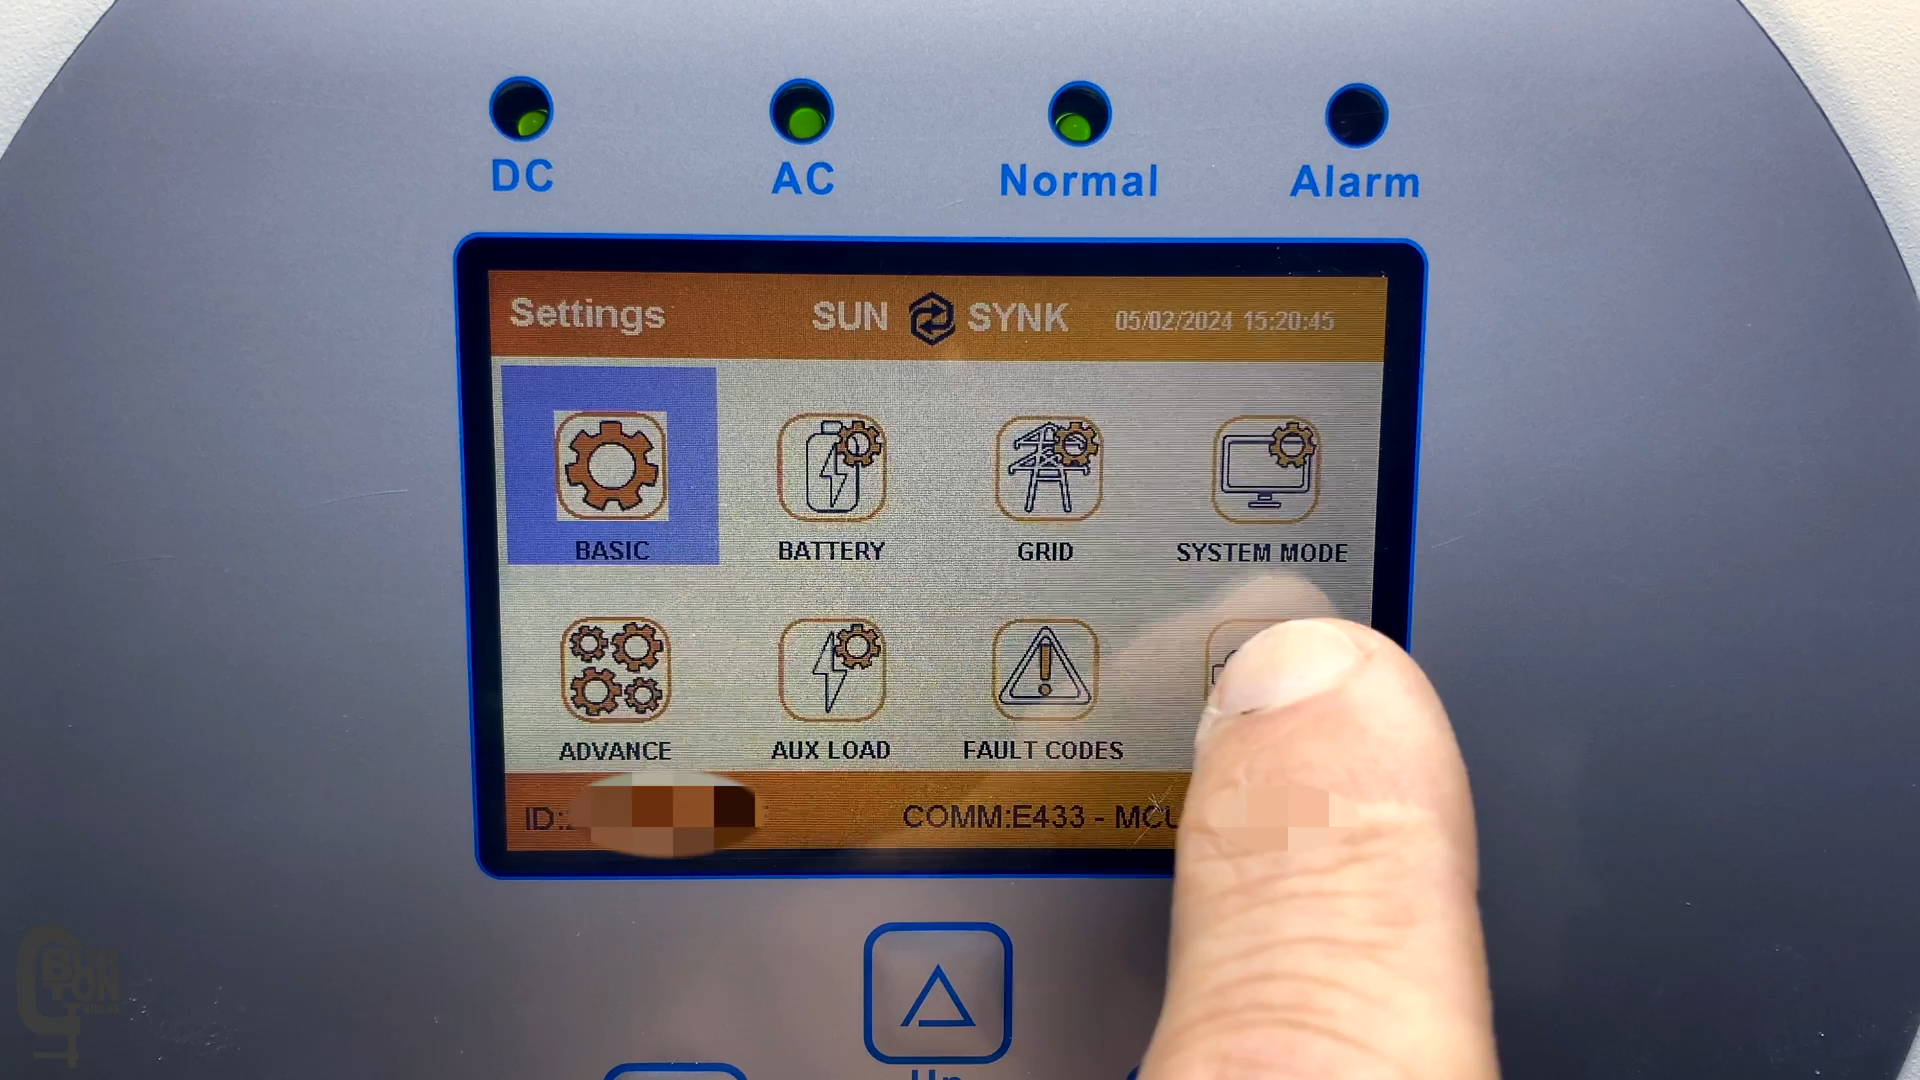 DC AC Normal Alarm
Settings SUN SYNK 05/02/2024 15:20:45
BASIC BATTERY GRID SYSTEM MODE
ADVANCE AUX LOAD FAULT CODES
ID: COMM:E433 - MCU
Up